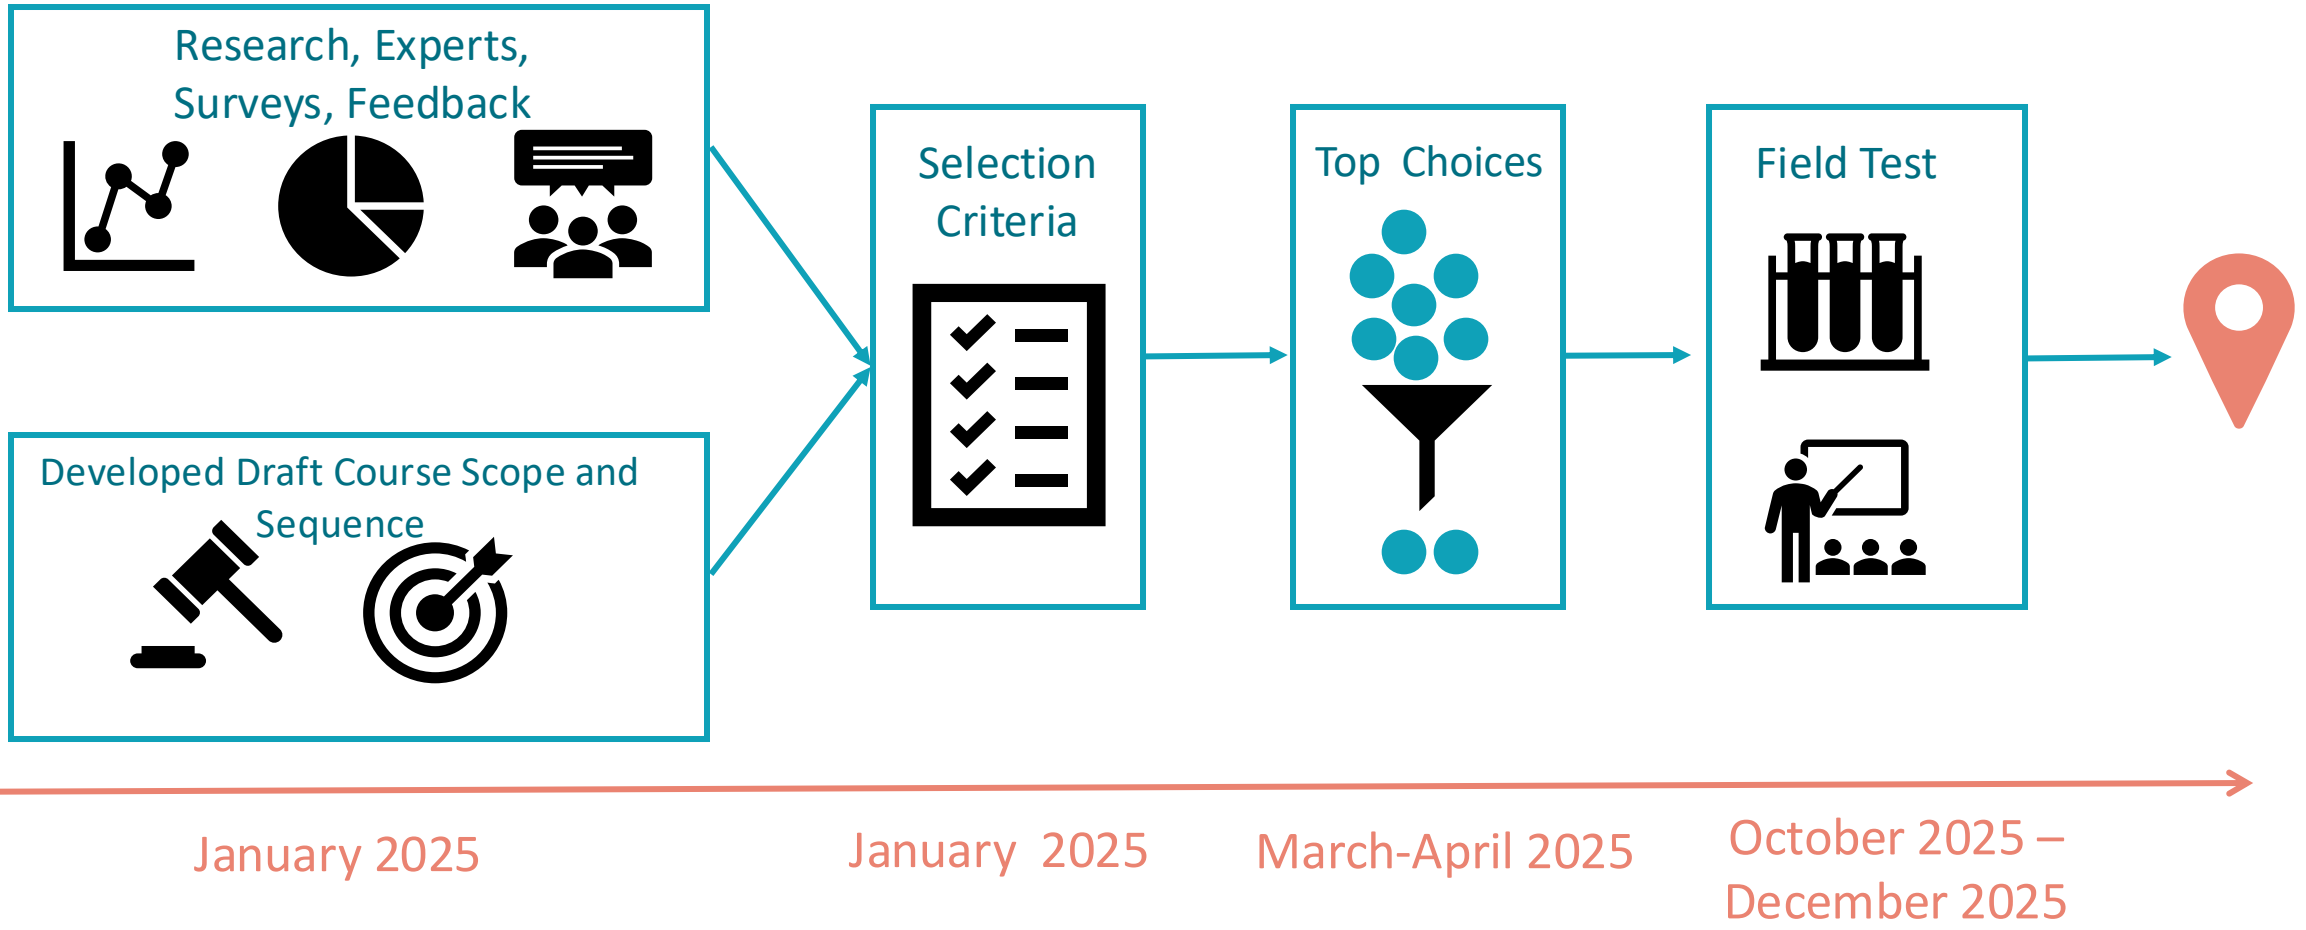 Research, Experts,
Surveys, Feedback
Developed Draft Course Scope and
Sequence
Selection
Criteria
Top Choices
Field Test
January 2025
January 2025
March-April 2025
October 2025 –
December 2025